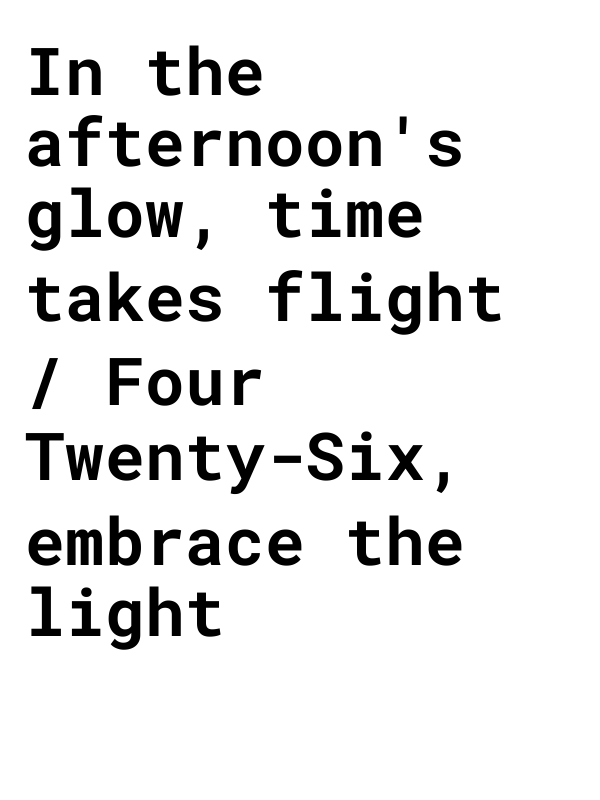 In the
afternoon's
glow, time
takes flight
/ Four
Twenty-Six,
embrace the
light